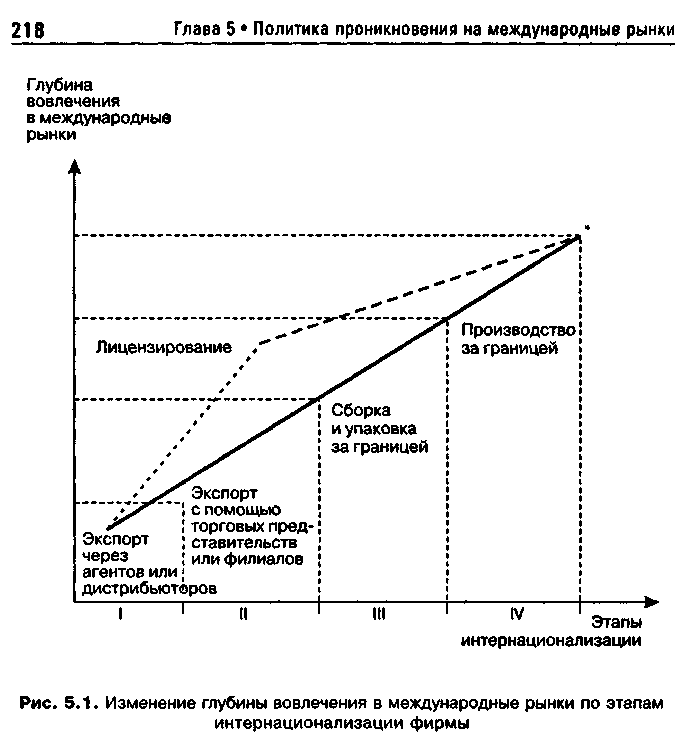 218
Глава 5 • Политика проникновения на международные рынки
Глубина
вовлечения
в международные
рынки
*
Лицензирование
Производство
за границей
Сборка
и упаковка
за границей
Экспорт
с помощью
торговых пред-
ставительств
или филиалов
Экспорт
через
агентов или
дистрибьюторов
I
II
III
IV
Этапы
интернационализации
Рис. 5.1. Изменение глубины вовлечения в международные рынки по этапам
интернационализации фирмы